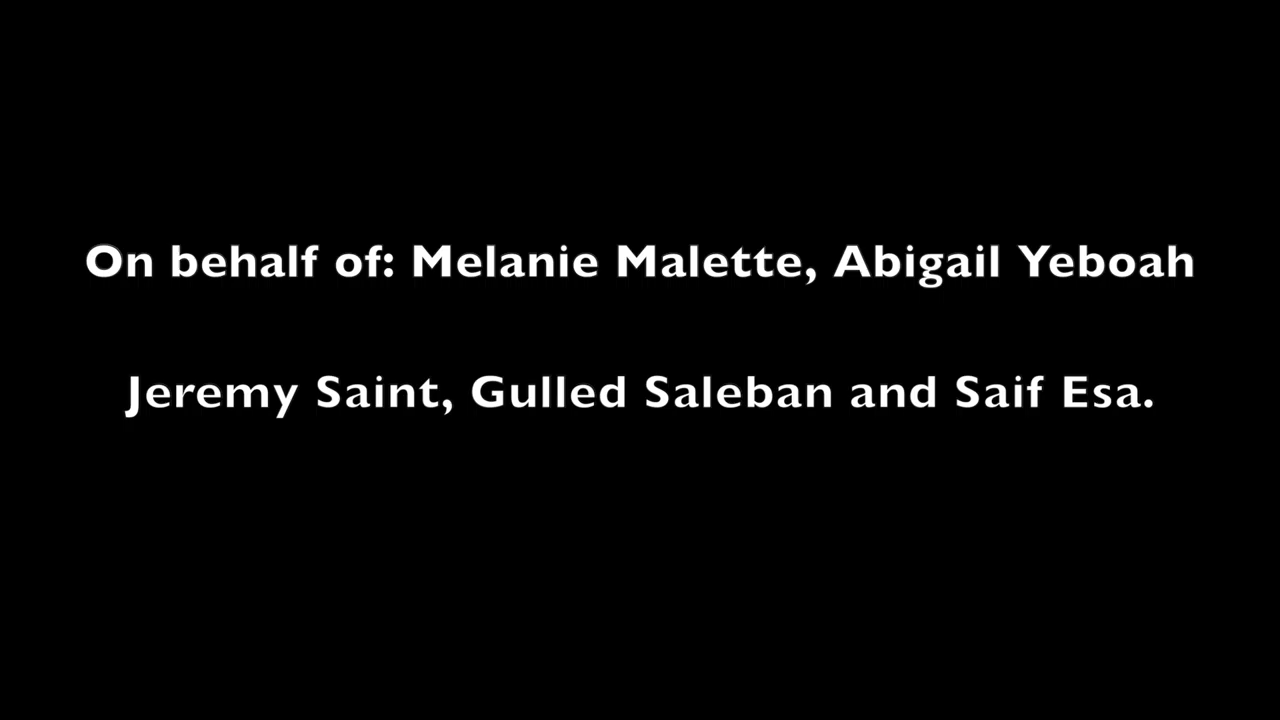 On behalf of: Melanie Malette, Abigail Yeboah
Jeremy Saint, Gulled Saleban and Saif Esa.